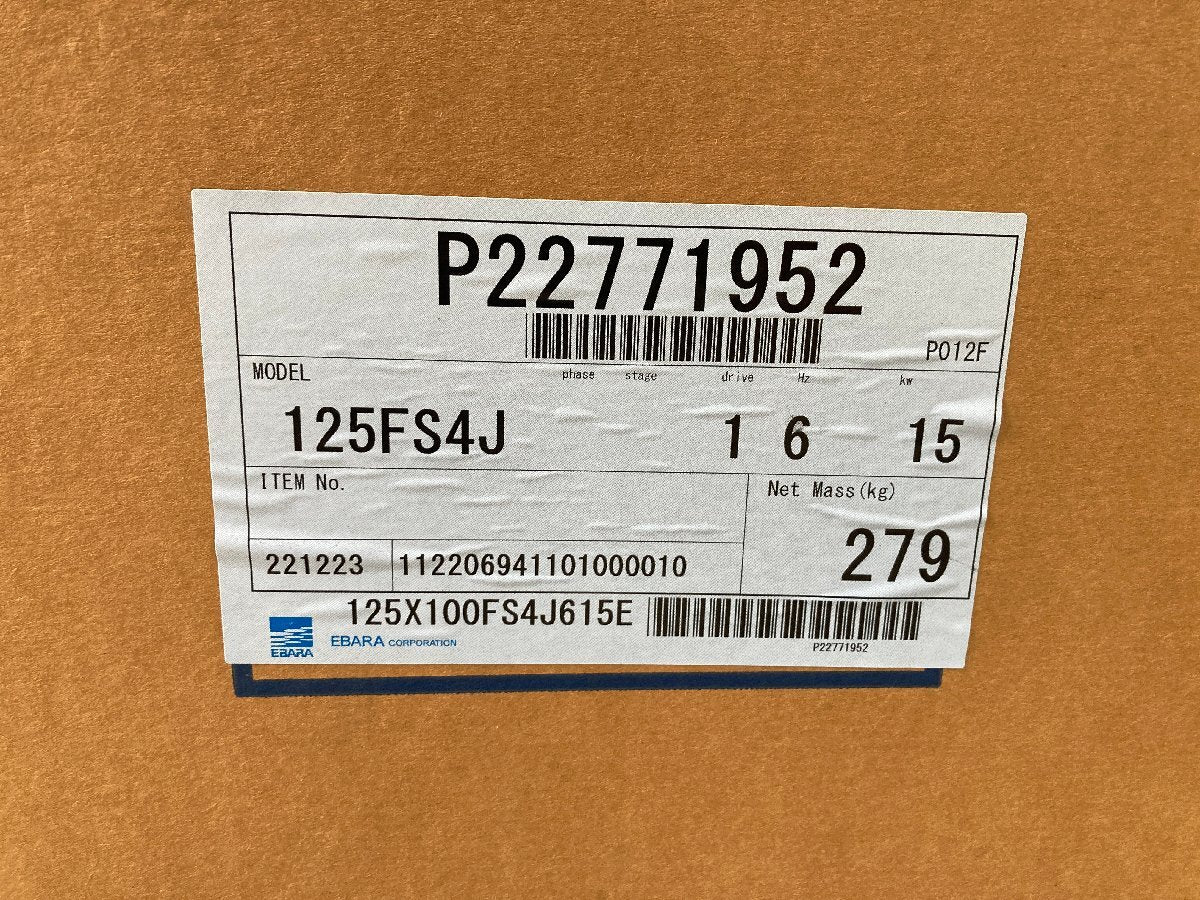 P22771952
P012F
MODEL phase stage drive Hz kw
125FS4J 1 6 15
ITEM No. Net Mass(kg)
279
221223 112206941101000010
125X100FS4J615E
EBARA EBARA CORPORATION P22771952